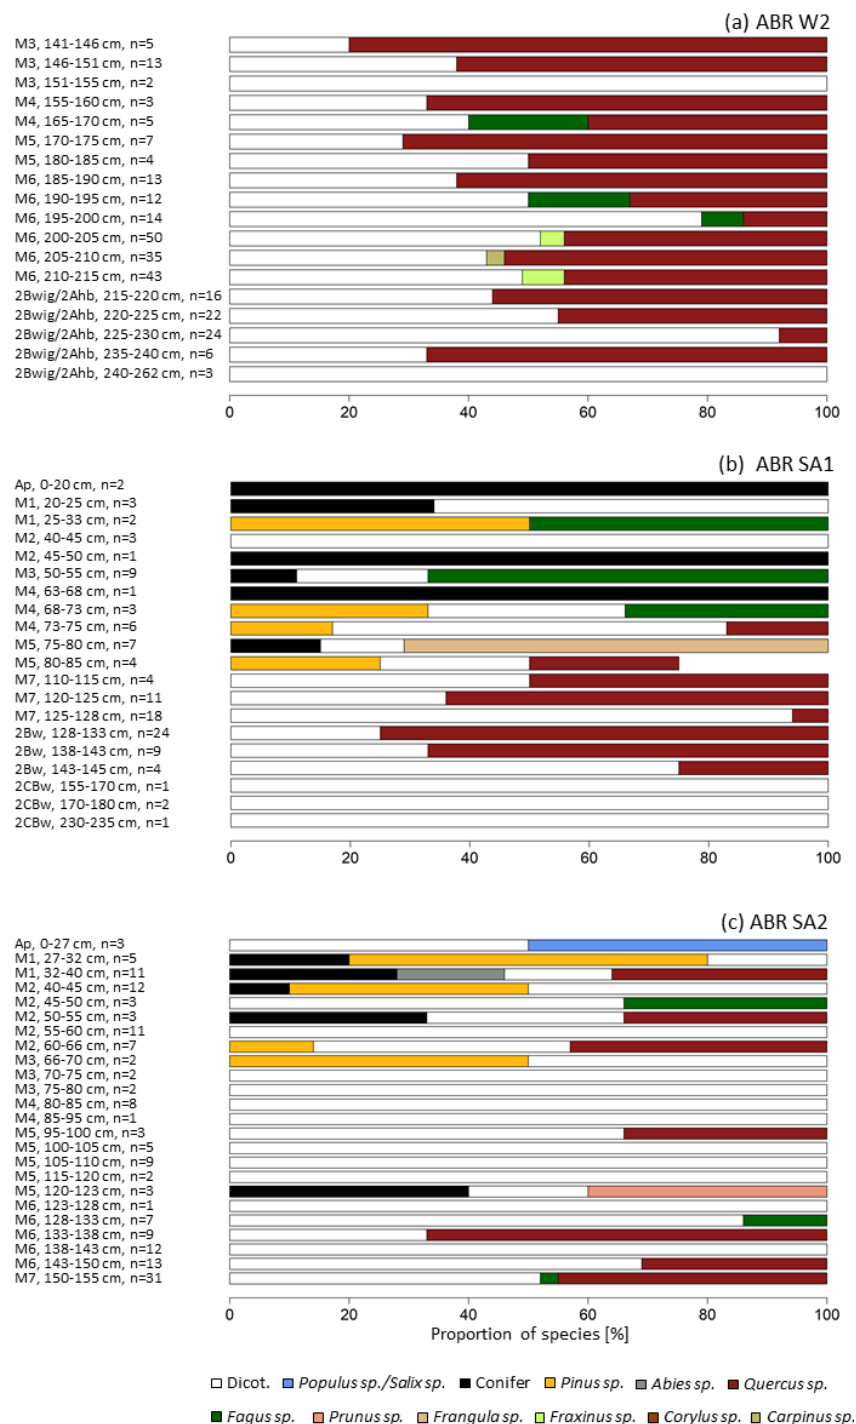 (a) ABR W2
M3, 141-146 cm, n=5
M3, 146-151 cm, n=13
M3, 151-155 cm, n=2
M4, 155-160 cm, n=3
M4, 165-170 cm, n=5
M5, 170-175 cm, n=7
M5, 180-185 cm, n=4
M6, 185-190 cm, n=13
M6, 190-195 cm, n=12
M6, 195-200 cm, n=14
M6, 200-205 cm, n=50
M6, 205-210 cm, n=35
M6, 210-215 cm, n=43
2Bwig/2Ahb, 215-220 cm, n=16
2Bwig/2Ahb, 220-225 cm, n=22
2Bwig/2Ahb, 225-230 cm, n=24
2Bwig/2Ahb, 235-240 cm, n=6
2Bwig/2Ahb, 240-262 cm, n=3
0 20 40 60 80 100
(b) ABR SA1
Ap, 0-20 cm, n=2
M1, 20-25 cm, n=3
M1, 25-33 cm, n=2
M2, 40-45 cm, n=3
M2, 45-50 cm, n=1
M3, 50-55 cm, n=9
M4, 63-68 cm, n=1
M4, 68-73 cm, n=3
M4, 73-75 cm, n=6
M5, 75-80 cm, n=7
M5, 80-85 cm, n=4
M7, 110-115 cm, n=4
M7, 120-125 cm, n=11
M7, 125-128 cm, n=18
2Bw, 128-133 cm, n=24
2Bw, 138-143 cm, n=9
2Bw, 143-145 cm, n=4
2CBw, 155-170 cm, n=1
2CBw, 170-180 cm, n=2
2CBw, 230-235 cm, n=1
0 20 40 60 80 100
(c) ABR SA2
Ap, 0-27 cm, n=3
M1, 27-32 cm, n=5
M1, 32-40 cm, n=11
M2, 40-45 cm, n=12
M2, 45-50 cm, n=3
M2, 50-55 cm, n=3
M2, 55-60 cm, n=11
M2, 60-66 cm, n=7
M3, 66-70 cm, n=2
M3, 70-75 cm, n=2
M3, 75-80 cm, n=2
M4, 80-85 cm, n=8
M4, 85-95 cm, n=1
M5, 95-100 cm, n=3
M5, 100-105 cm, n=5
M5, 105-110 cm, n=9
M5, 115-120 cm, n=2
M5, 120-123 cm, n=3
M6, 123-128 cm, n=1
M6, 128-133 cm, n=7
M6, 133-138 cm, n=9
M6, 138-143 cm, n=12
M6, 143-150 cm, n=13
M7, 150-155 cm, n=31
0 20 40 60 80 100
Proportion of species [%]
Dicot. Populus sp./Salix sp. Conifer Pinus sp. Abies sp. Quercus sp.
Fagus sp. Prunus sp. Frangula sp. Fraxinus sp. Corylus sp. Carpinus sp.